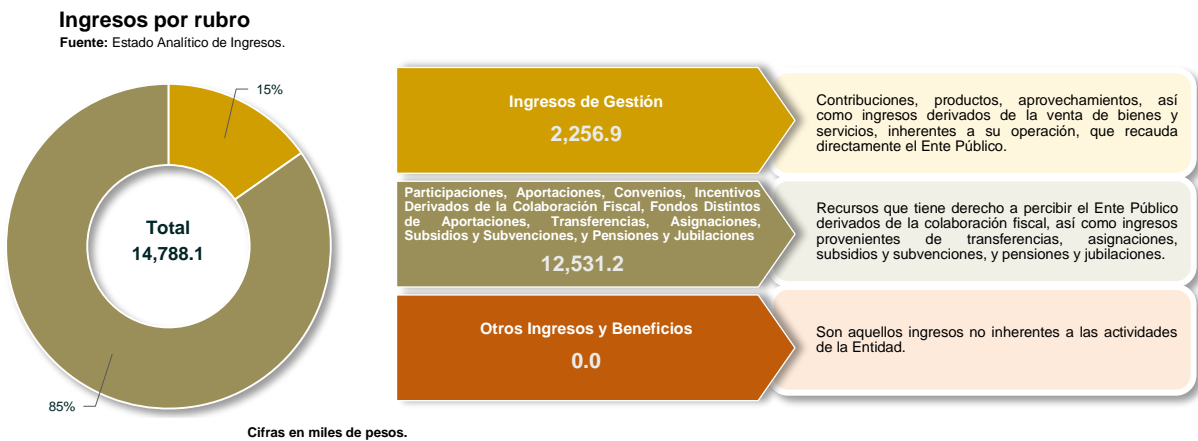 Ingresos por rubro
Fuente: Estado Analítico de Ingresos.
15%
Total
14,788.1
85%
Ingresos de Gestión
2,256.9
Contribuciones, productos, aprovechamientos, así
como ingresos derivados de la venta de bienes y
servicios, inherentes a su operación, que recauda
directamente el Ente Público.
Participaciones, Aportaciones, Convenios, Incentivos
Derivados de la Colaboración Fiscal, Fondos Distintos
de Aportaciones, Transferencias, Asignaciones,
Subsidios y Subvenciones, y Pensiones y Jubilaciones
12,531.2
Recursos que tiene derecho a percibir el Ente Público
derivados de la colaboración fiscal, así como ingresos
provenientes de transferencias, asignaciones,
subsidios y subvenciones, y pensiones y jubilaciones.
Otros Ingresos y Beneficios
0.0
Son aquellos ingresos no inherentes a las actividades
de la Entidad.
Cifras en miles de pesos.